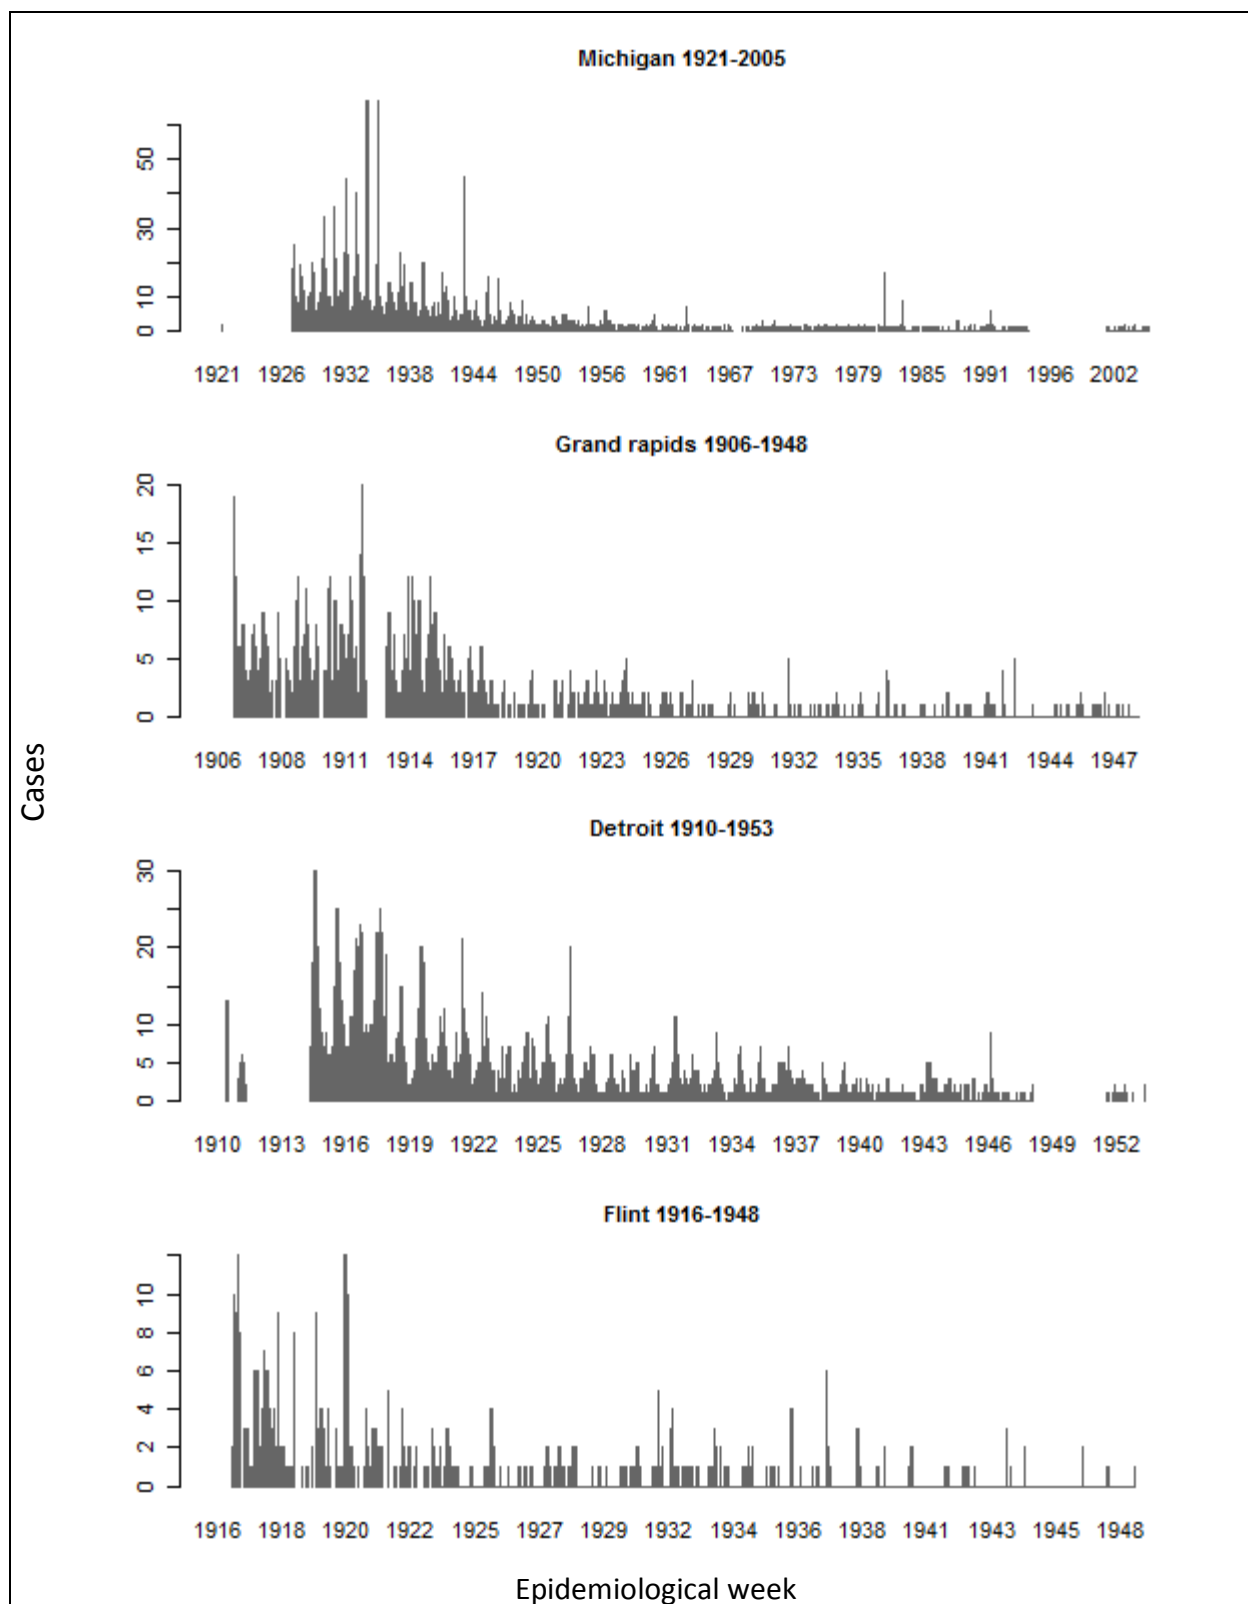 Michigan 1921-2005
50
30
10
0
1921 1926 1932 1938 1944 1950 1956 1961 1967 1973 1979 1985 1991 1996 2002
Grand rapids 1906-1948
20
15
10
5
0
1906 1908 1911 1914 1917 1920 1923 1926 1929 1932 1935 1938 1941 1944 1947
Cases
Detroit 1910-1953
30
20
10
5
0
1910 1913 1916 1919 1922 1925 1928 1931 1934 1937 1940 1943 1946 1949 1952
Flint 1916-1948
10
8
6
4
2
0
1916 1918 1920 1922 1925 1927 1929 1932 1934 1936 1938 1941 1943 1945 1948
Epidemiological week